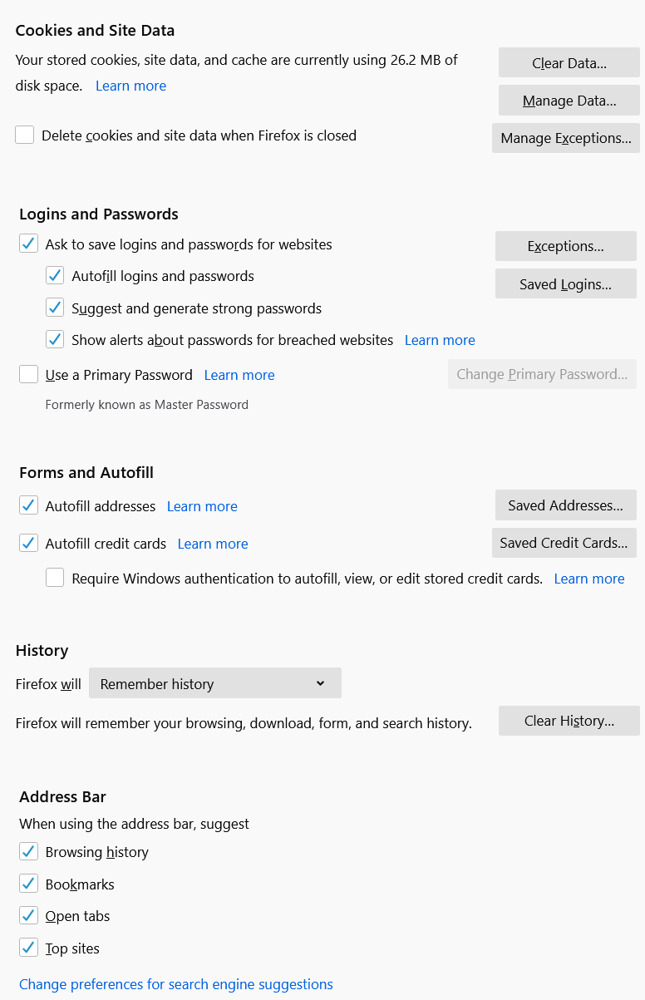 Cookies and Site Data
Your stored cookies, site data, and cache are currently using 26.2 MB of
disk space. Learn more
Clear Data...
Manage Data...
Delete cookies and site data when Firefox is closed
Manage Exceptions...
Logins and Passwords
Ask to save logins and passwords for websites
Exceptions...
Autofill logins and passwords
Saved Logins...
Suggest and generate strong passwords
Show alerts about passwords for breached websites Learn more
Use a Primary Password Learn more
Change Primary Password...
Formerly known as Master Password
Forms and Autofill
Autofill addresses Learn more
Saved Addresses...
Autofill credit cards Learn more
Saved Credit Cards...
Require Windows authentication to autofill, view, or edit stored credit cards. Learn more
History
Firefox will Remember history
Firefox will remember your browsing, download, form, and search history.
Clear History...
Address Bar
When using the address bar, suggest
Browsing history
Bookmarks
Open tabs
Top sites
Change preferences for search engine suggestions